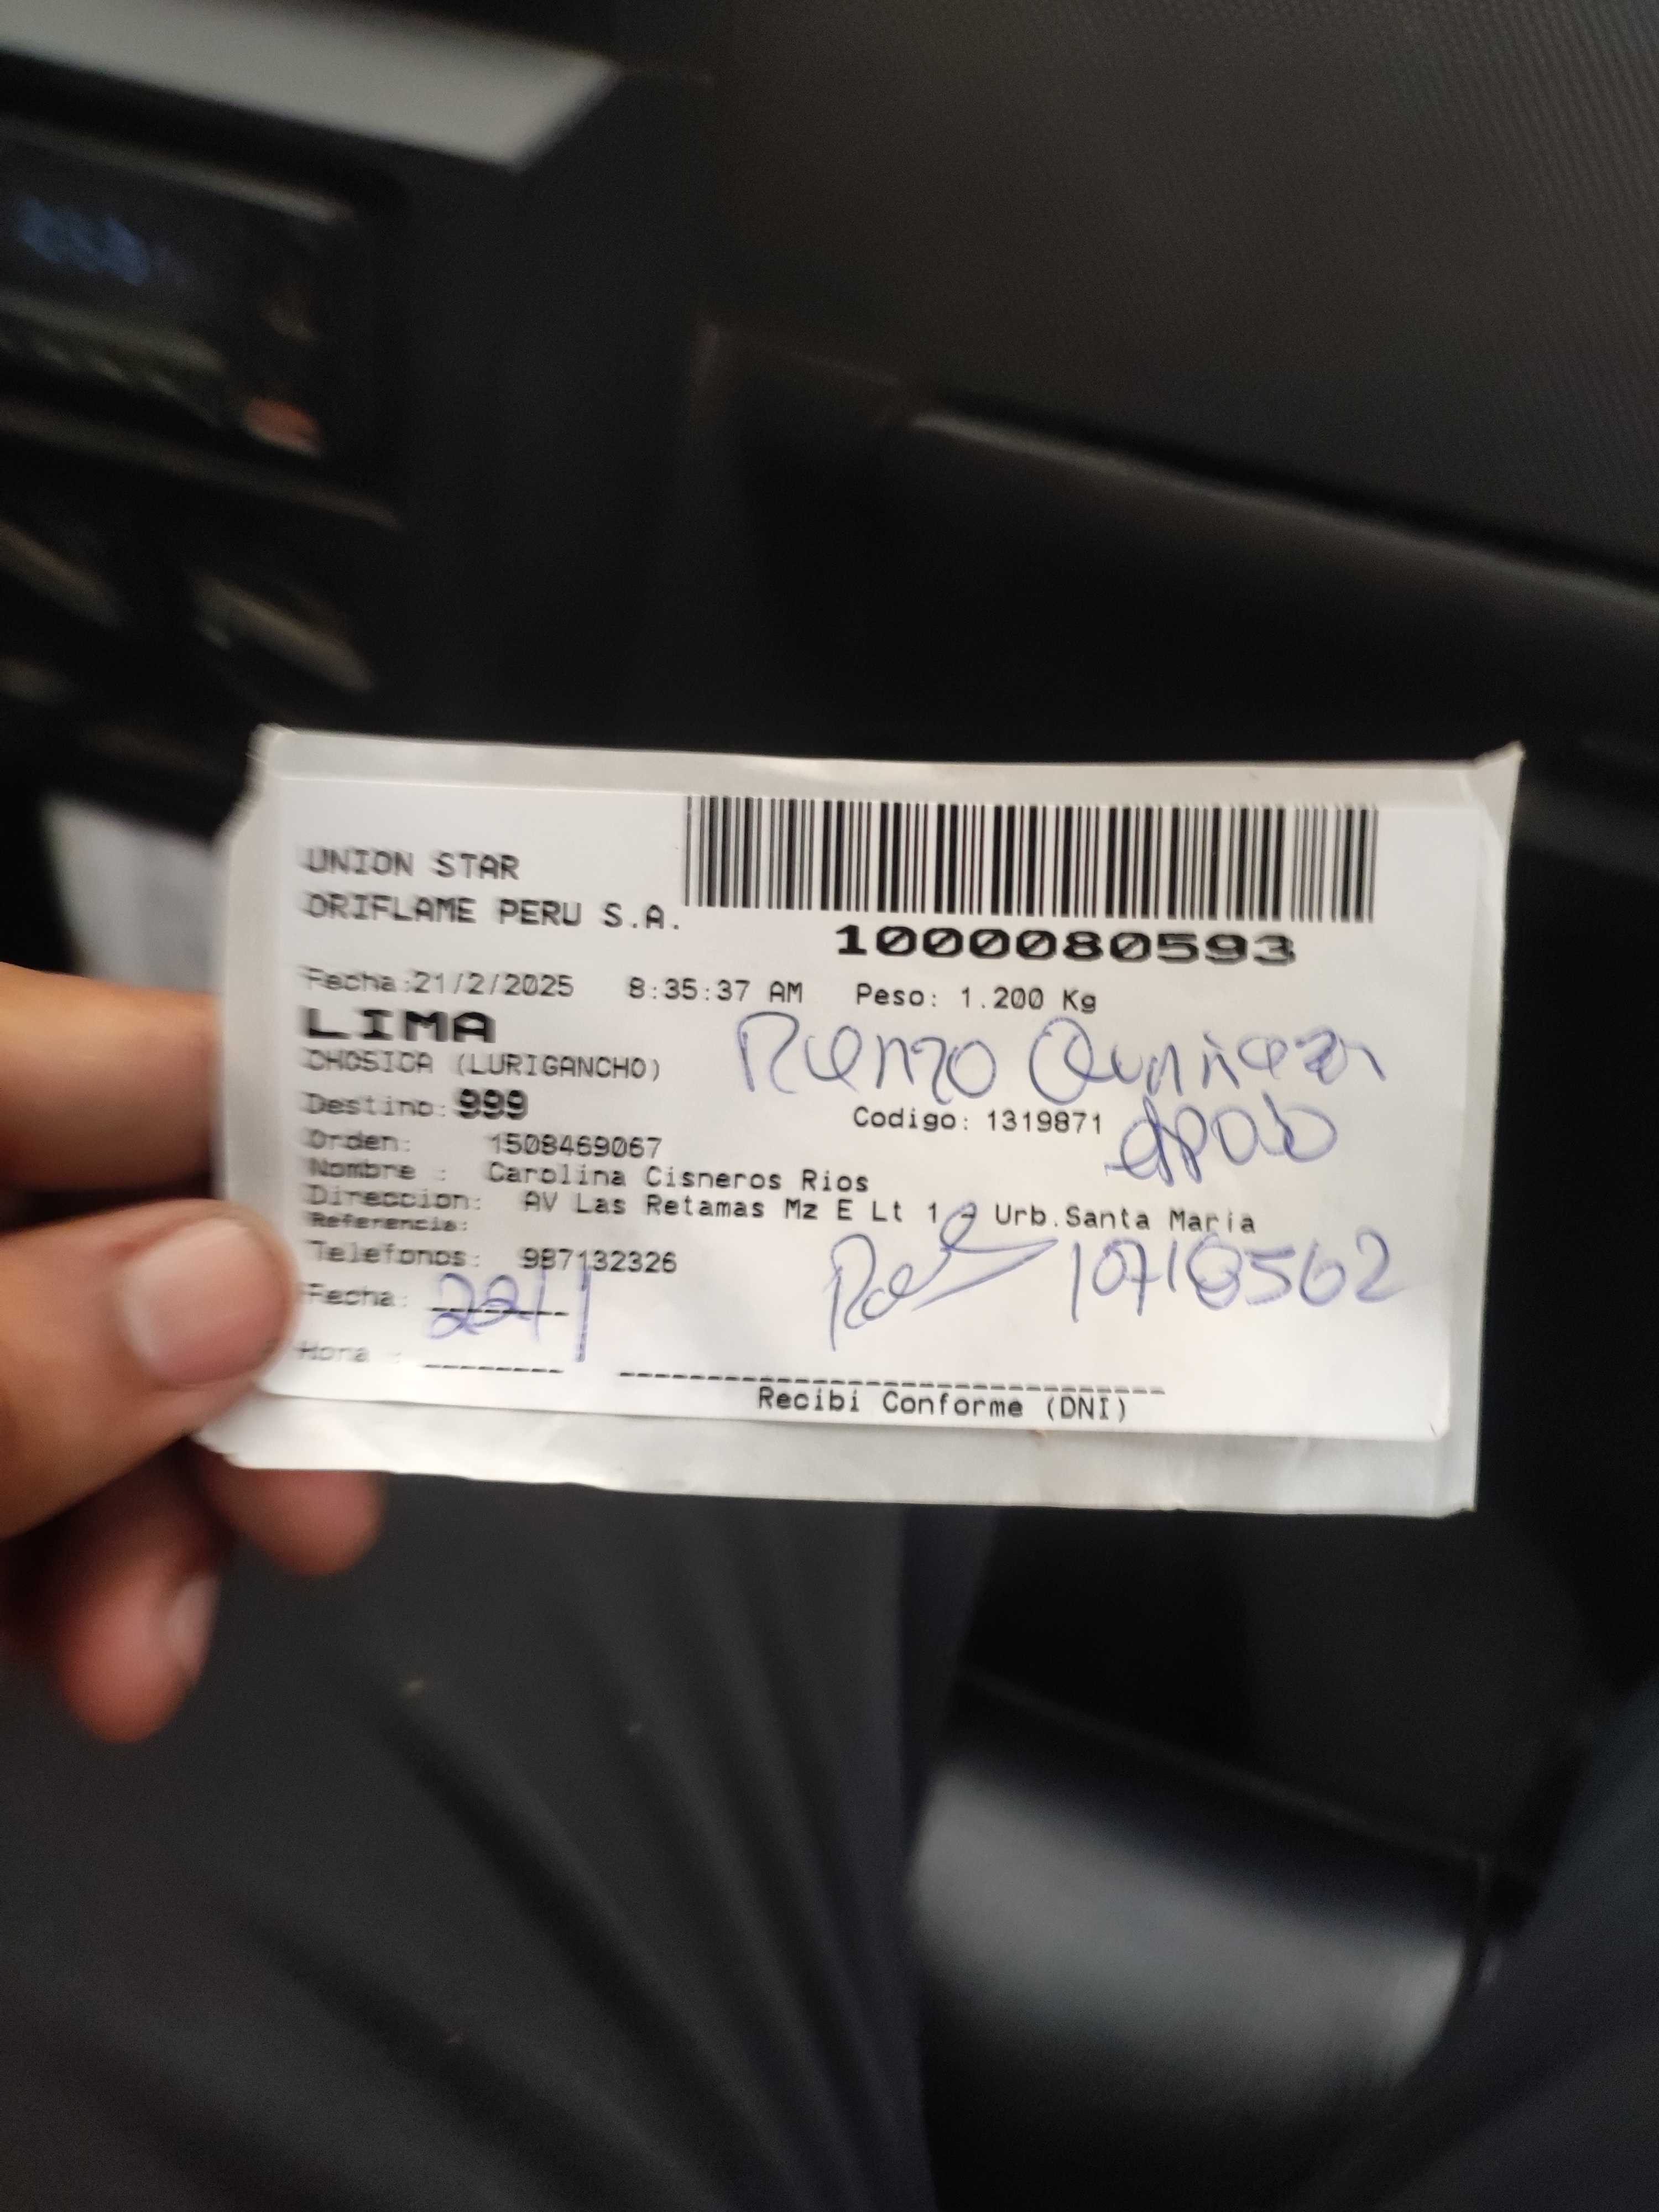 UNION STAR
ORIFLAME PERU S.A.
1000080593
Fecha:21/2/2025 8:35:37 AM Peso: 1.200 Kg
LIMA
CHOSICA (LURIGANCHO)
Renzo
Destino: 999
Codigo: 1319871
Orden: 1508469067
Nombre : Carolina Cisneros Rios
Direccion: AV Las Retamas Mz E Lt 1 - Urb.Santa Maria
Referencia:
Telefonos: 987132326
10718562
Fecha:
Hora :
Recibi Conforme (DNI)